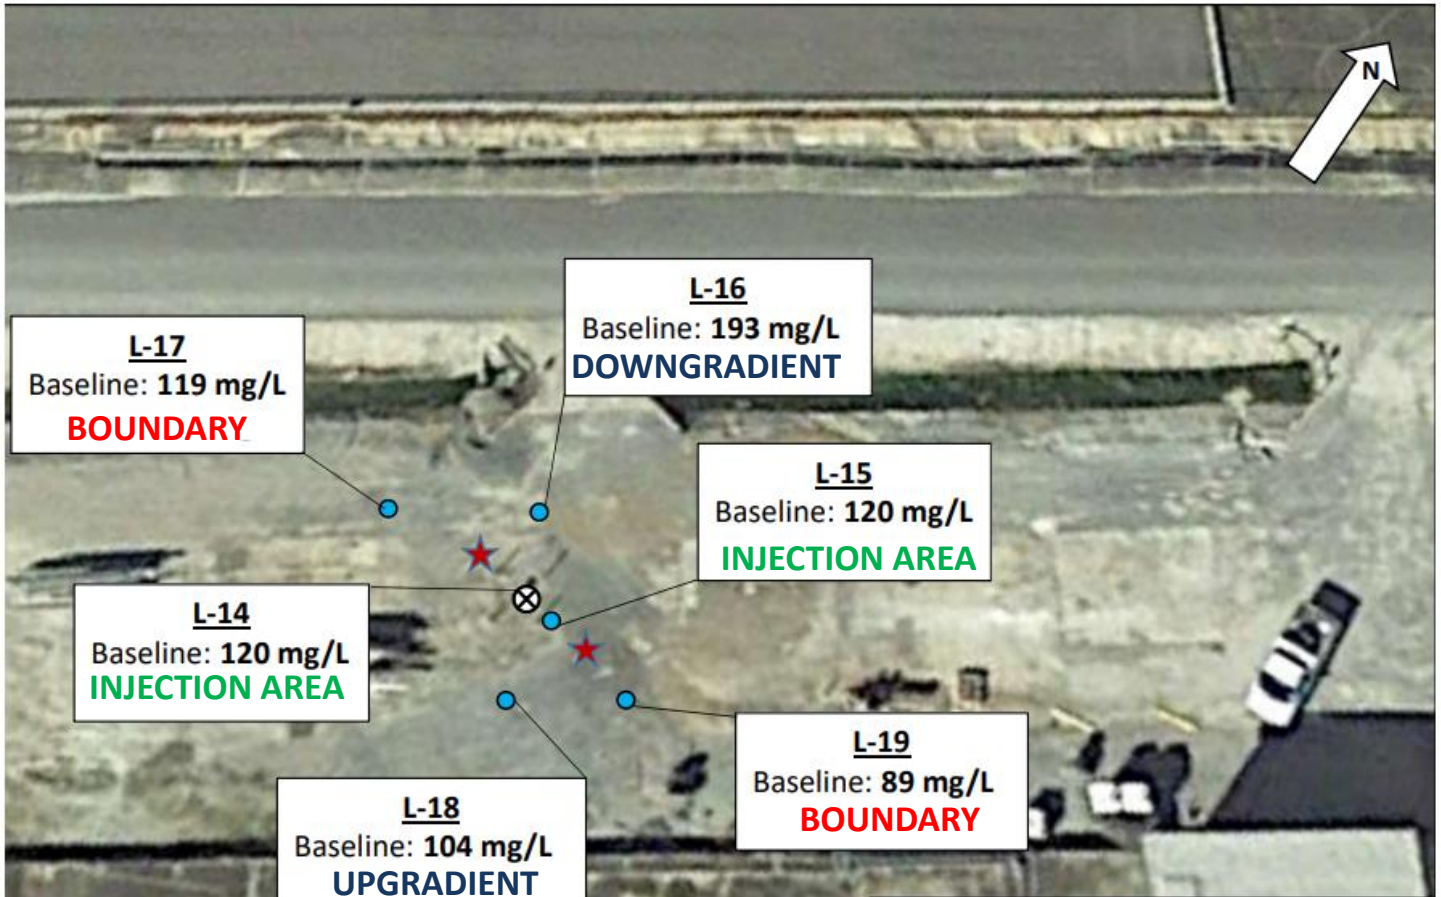 N
L-16
Baseline: 193 mg/L
DOWNGRADIENT
L-17
Baseline: 119 mg/L
BOUNDARY
L-15
Baseline: 120 mg/L
INJECTION AREA
L-14
Baseline: 120 mg/L
INJECTION AREA
L-19
Baseline: 89 mg/L
BOUNDARY
L-18
Baseline: 104 mg/L
UPGRADIENT